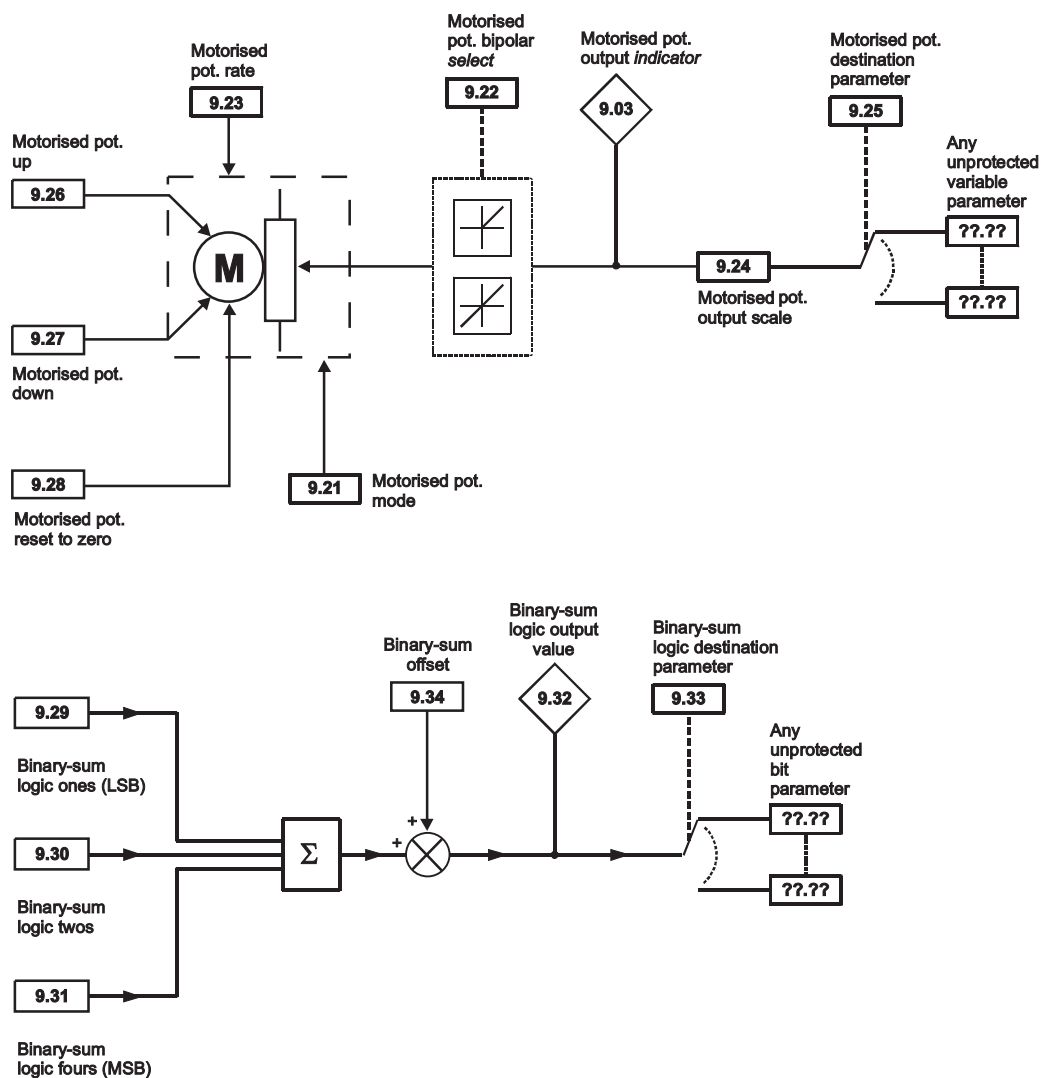 Motorised
pot. rate
9.23
Motorised
pot. bipolar
select
9.22
Motorised pot.
output indicator
9.03
Motorised pot.
destination
parameter
9.25
Motorised pot.
up
9.26
Any
unprotected
variable
parameter
??.??
M
9.24
Motorised pot.
output scale
??.??
9.27
Motorised pot.
down
9.28
Motorised pot.
reset to zero
9.21
Motorised pot.
mode
Binary-sum
offset
9.34
Binary-sum
logic output
value
9.32
Binary-sum
logic destination
parameter
9.33
9.29
Binary-sum
logic ones (LSB)
Any
unprotected
bit
parameter
??.??
+
+
9.30
Σ
Binary-sum
logic twos
??.??
9.31
Binary-sum
logic fours (MSB)